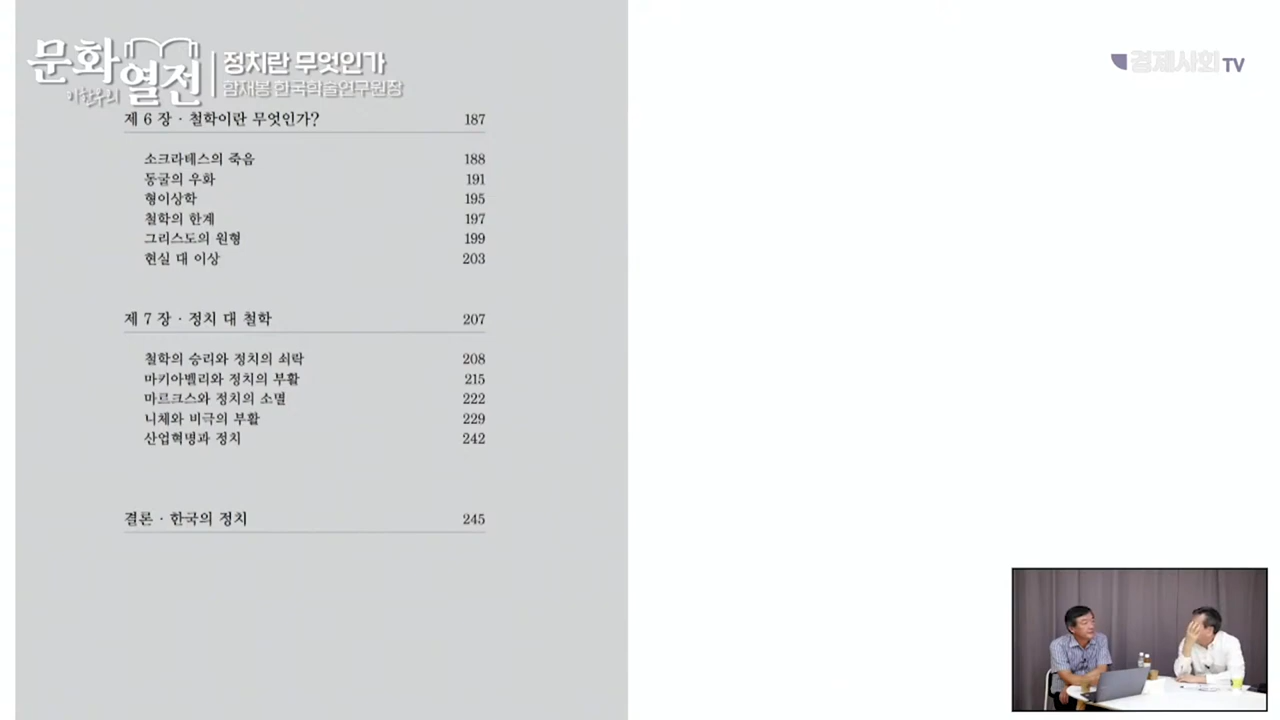 문화
이한우의 열전
정치란 무엇인가
함재봉 한국학술연구원장
경제사회TV
제 6 장 · 철학이란 무엇인가? 187
소크라테스의 죽음 188
동굴의 우화 191
형이상학 195
철학의 한계 197
그리스도의 원형 199
현실 대 이상 203
제 7 장 · 정치 대 철학 207
철학의 승리와 정치의 쇠락 208
마키아벨리와 정치의 부활 215
마르크스와 정치의 소멸 222
니체와 비극의 부활 229
산업혁명과 정치 242
결론 · 한국의 정치 245